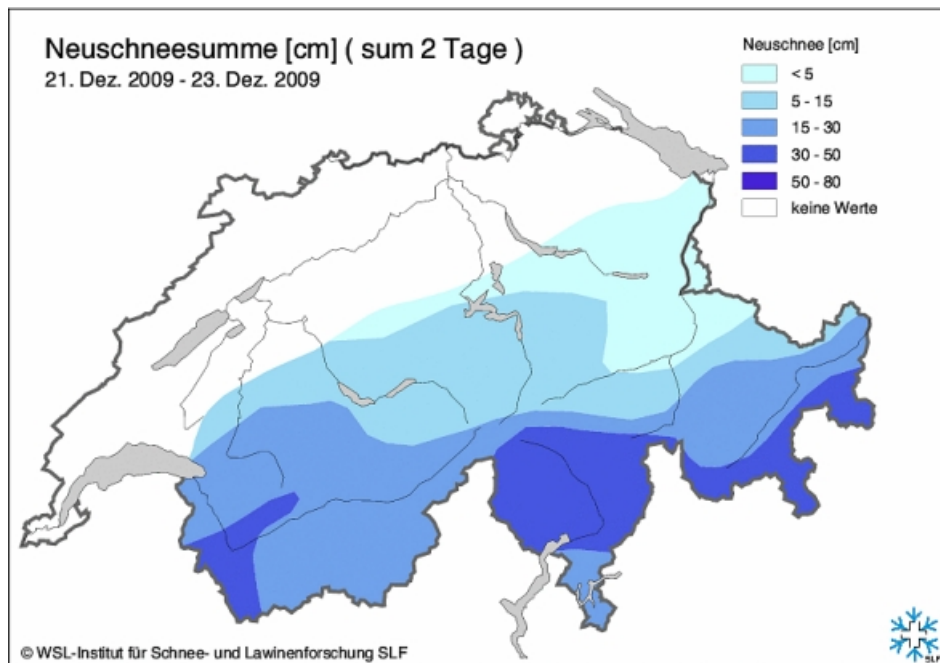 Neuschneesumme [cm] ( sum 2 Tage )
21. Dez. 2009 - 23. Dez. 2009
Neuschnee [cm]
< 5
5 - 15
15 - 30
30 - 50
50 - 80
keine Werte
© WSL-Institut für Schnee- und Lawinenforschung SLF
SLF